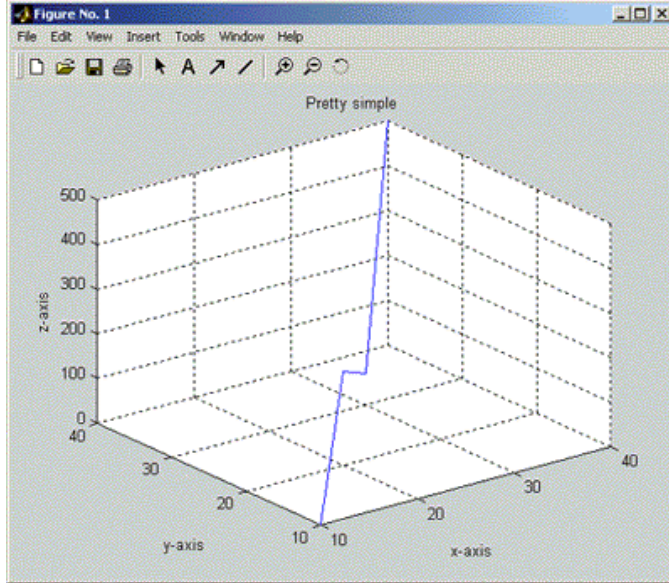 Figure No. 1
File Edit View Insert Tools Window Help
A
Pretty simple
500
400
300
200
100
0
z-axis
40
30
20
10
y-axis
10
20
30
40
x-axis